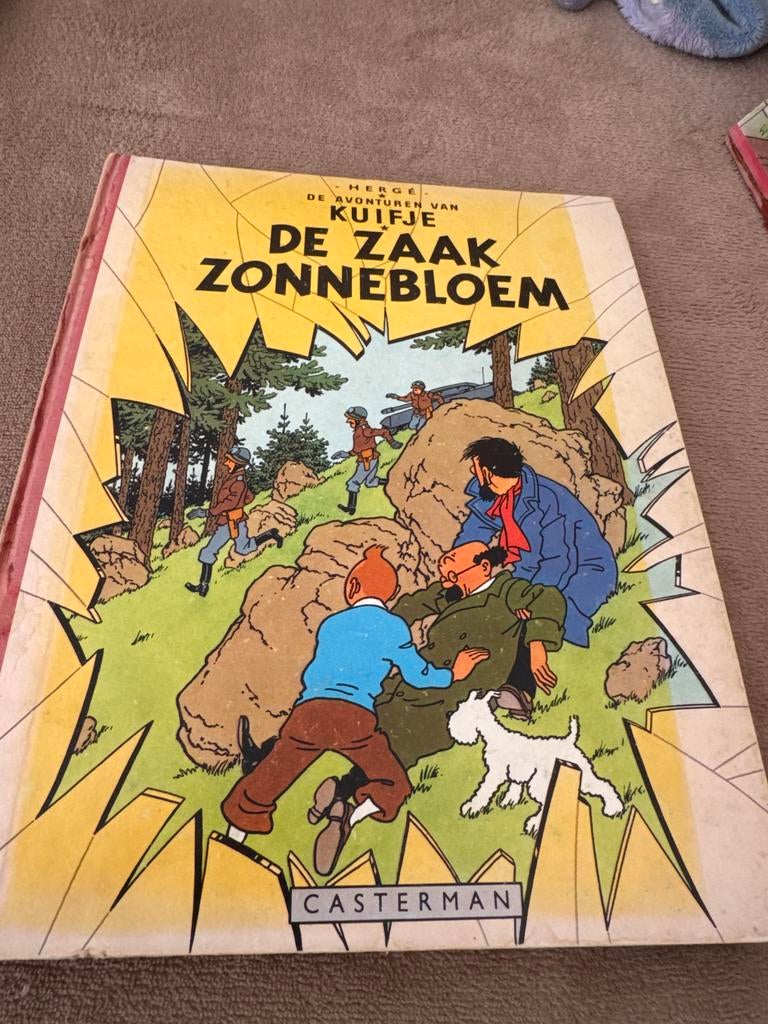 - HERGÉ -
DE AVONTUREN VAN
KUIFJE
DE ZAAK
ZONNEBLOEM
CASTERMAN